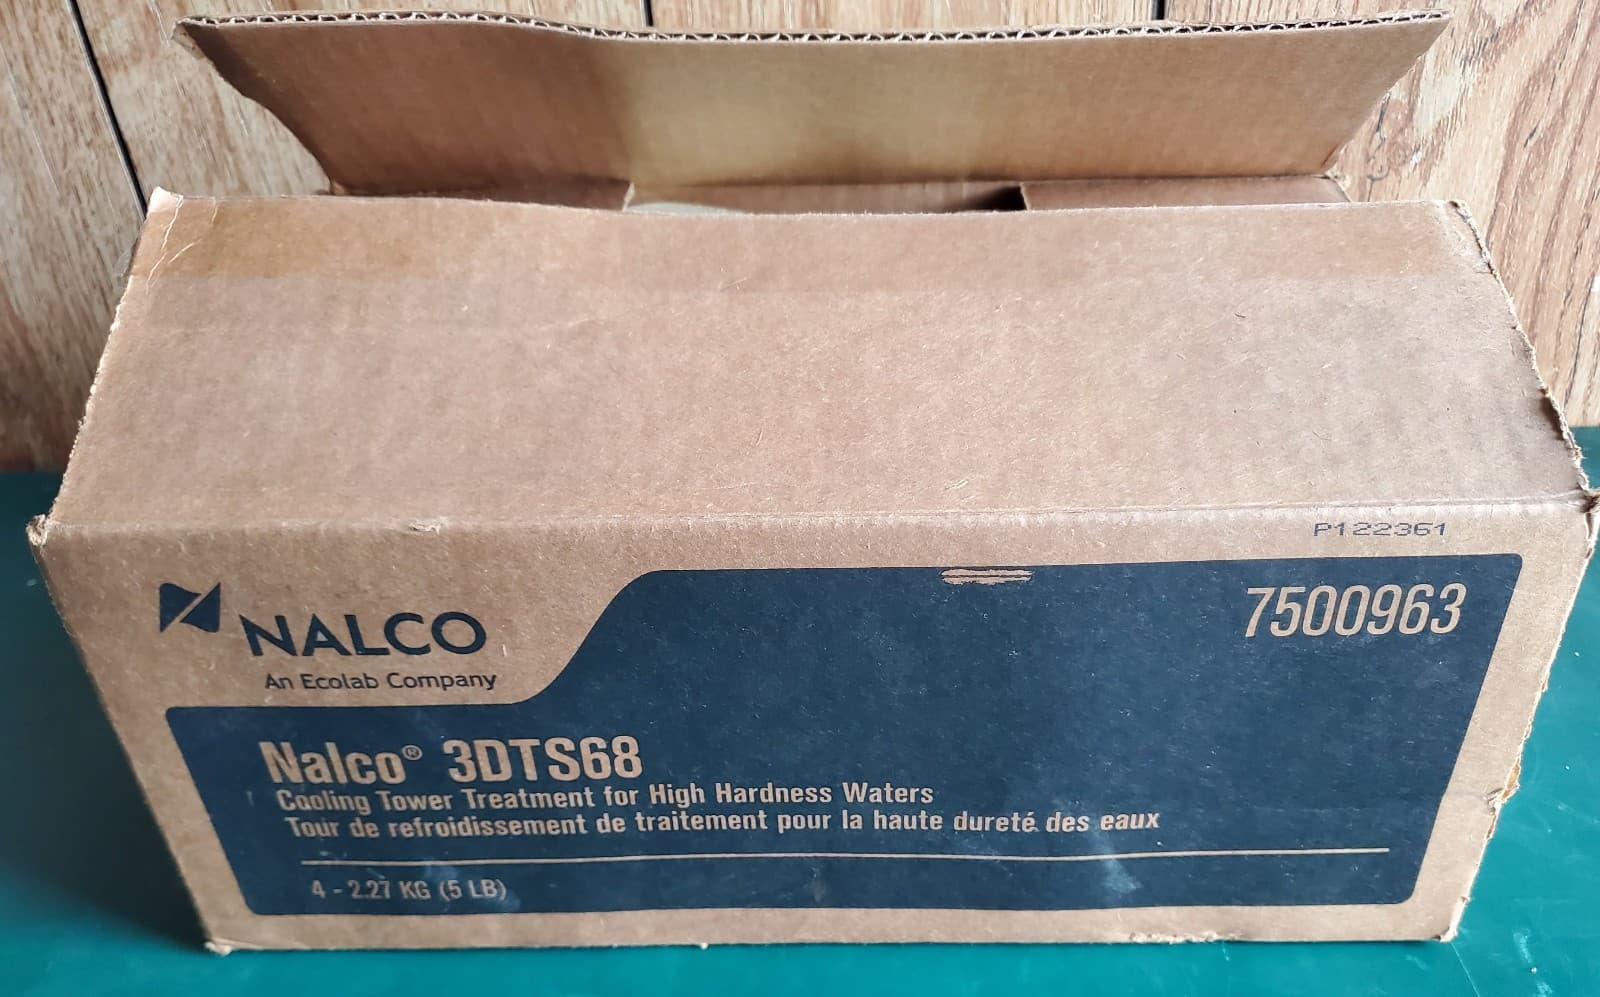 P122361
7500963
NALCO
An Ecolab Company
Nalco® 3DTS68
Cooling Tower Treatment for High Hardness Waters
Tour de refroidissement de traitement pour la haute dureté des eaux
4 - 2.27 KG (5 LB)